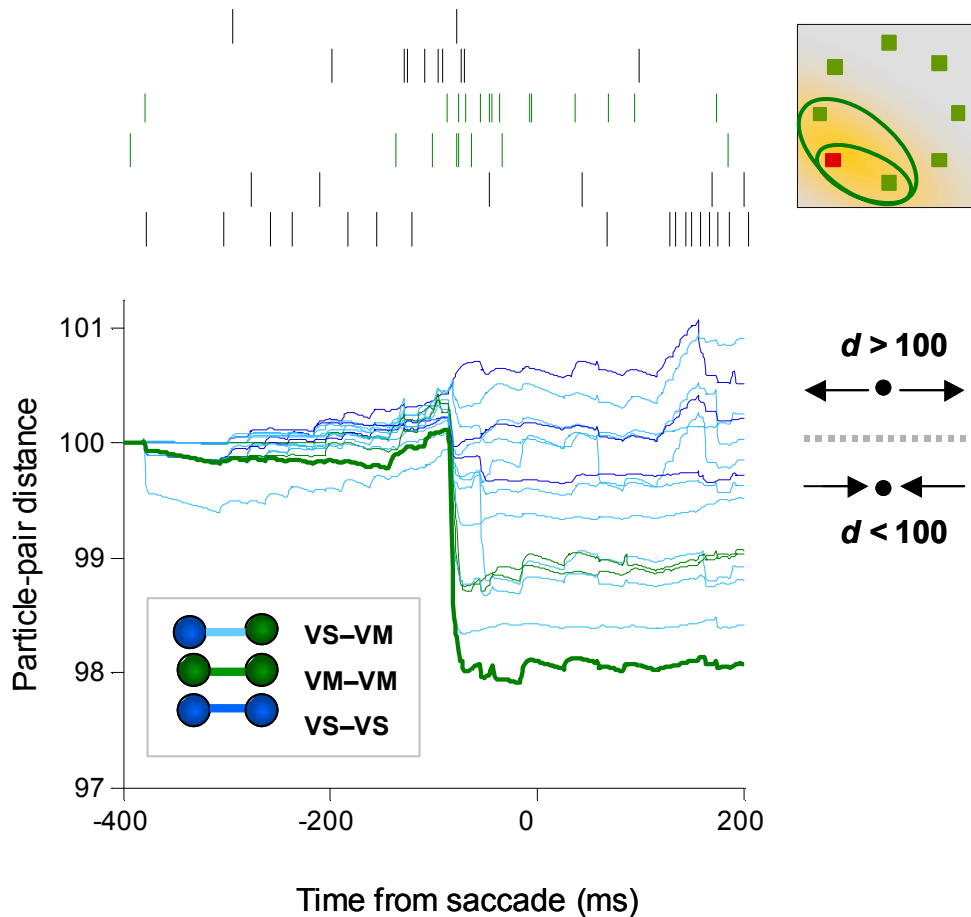 101
100
99
98
97
Particle-pair distance
-400
-200
0
200
Time from saccade (ms)
VS–VM
VM–VM
VS–VS
d > 100
d < 100